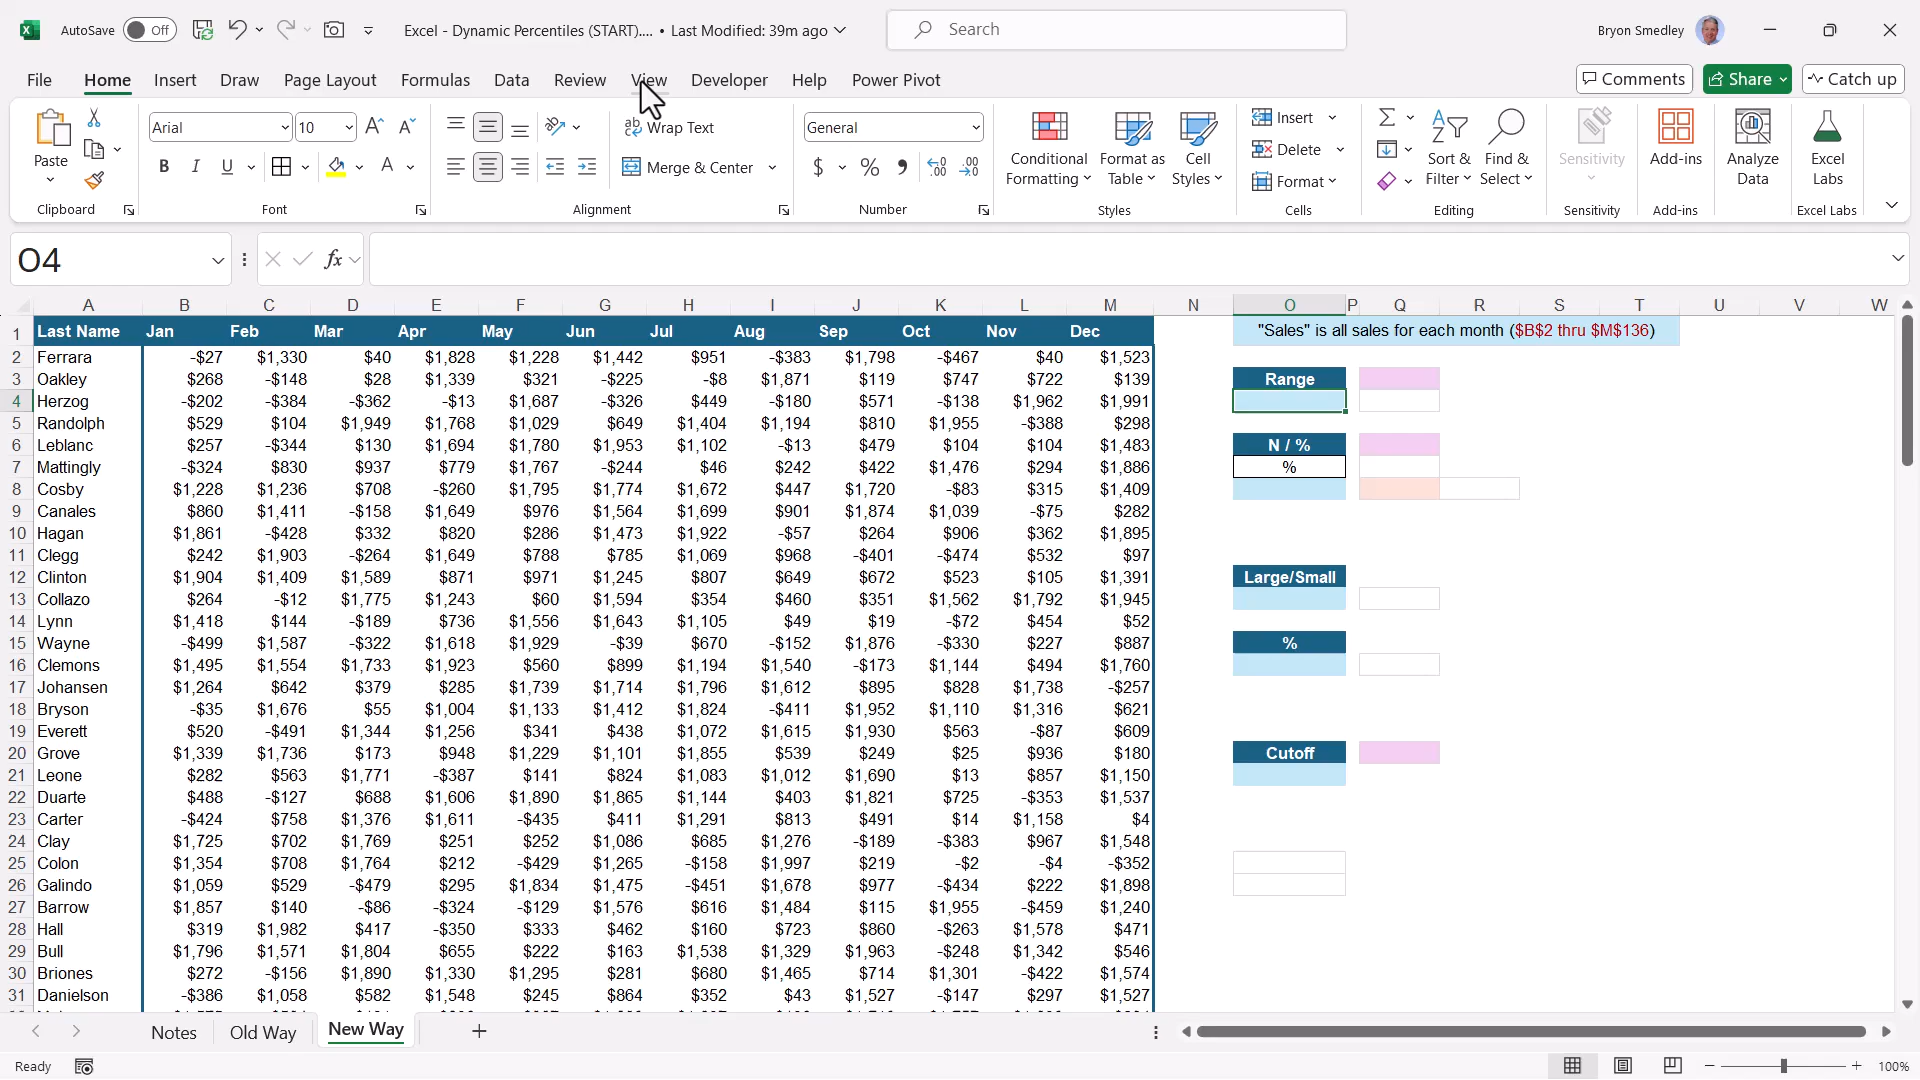 AutoSave Off Excel - Dynamic Percentiles (START).... • Last Modified: 39m ago Search Bryon Smedley
File Home Insert Draw Page Layout Formulas Data Review View Developer Help Power Pivot Comments Share Catch up
Paste Arial 10 Wrap Text General Conditional Formatting Format as Table Cell Styles Insert Sort & Filter Find & Select Sensitivity Add-ins Analyze Data Excel Labs
B I U A Merge & Center $ % Delete
Format
Clipboard Font Alignment Number Styles Cells Editing Sensitivity Add-ins Excel Labs
O4 fx
A B C D E F G H I J K L M N O P Q R S T U V W
1 Last Name Jan Feb Mar Apr May Jun Jul Aug Sep Oct Nov Dec "Sales" is all sales for each month ($B$2 thru $M$136)
2 Ferrara -$27 $1,330 $40 $1,828 $1,228 $1,442 $951 -$383 $1,798 -$467 $40 $1,523
3 Oakley $268 -$148 $28 $1,339 $321 -$225 -$8 $1,871 $119 $747 $722 $139 Range
4 Herzog -$202 -$384 -$362 -$13 $1,687 -$326 $449 -$180 $571 -$138 $1,962 $1,991
5 Randolph $529 $104 $1,949 $1,768 $1,029 $649 $1,404 $1,194 $810 $1,955 -$388 $298
6 Leblanc $257 -$344 $130 $1,694 $1,780 $1,953 $1,102 -$13 $479 $104 $104 $1,483 N / %
7 Mattingly -$324 $830 $937 $779 $1,767 -$244 $46 $242 $422 $1,476 $294 $1,886 %
8 Cosby $1,228 $1,236 $708 -$260 $1,795 $1,774 $1,672 $447 $1,720 -$83 $315 $1,409
9 Canales $860 $1,411 -$158 $1,649 $976 $1,564 $1,699 $901 $1,874 $1,039 -$75 $282
10 Hagan $1,861 -$428 $332 $820 $286 $1,473 $1,922 -$57 $264 $906 $362 $1,895
11 Clegg $242 $1,903 -$264 $1,649 $788 $785 $1,069 $968 -$401 -$474 $532 $97
12 Clinton $1,904 $1,409 $1,589 $871 $971 $1,245 $807 $649 $672 $523 $105 $1,391 Large/Small
13 Collazo $264 -$12 $1,775 $1,243 $60 $1,594 $354 $460 $351 $1,562 $1,792 $1,945
14 Lynn $1,418 $144 -$189 $736 $1,556 $1,643 $1,105 $49 $19 -$72 $454 $52
15 Wayne -$499 $1,587 -$322 $1,618 $1,929 -$39 $670 -$152 $1,876 -$330 $227 $887 %
16 Clemons $1,495 $1,554 $1,733 $1,923 $560 $899 $1,194 $1,540 -$173 $1,144 $494 $1,760
17 Johansen $1,264 $642 $379 $285 $1,739 $1,714 $1,796 $1,612 $895 $828 $1,738 -$257
18 Bryson -$35 $1,676 $55 $1,004 $1,133 $1,412 $1,824 -$411 $1,952 $1,110 $1,316 $621
19 Everett $520 -$491 $1,344 $1,256 $341 $438 $1,072 $1,615 $1,930 $563 -$87 $609
20 Grove $1,339 $1,736 $173 $948 $1,229 $1,101 $1,855 $539 $249 $25 $936 $180 Cutoff
21 Leone $282 $563 $1,771 -$387 $141 $824 $1,083 $1,012 $1,690 $13 $857 $1,150
22 Duarte $488 -$127 $688 $1,606 $1,890 $1,865 $1,144 $403 $1,821 $725 -$353 $1,537
23 Carter -$424 $758 $1,376 $1,611 -$435 $411 $1,291 $813 $491 $14 $1,158 $4
24 Clay $1,725 $702 $1,769 $251 $252 $1,086 $685 $1,276 -$189 -$383 $967 $1,548
25 Colon $1,354 $708 $1,764 $212 -$429 $1,265 -$158 $1,997 $219 -$2 -$4 -$352
26 Galindo $1,059 $529 -$479 $295 $1,834 $1,475 -$451 $1,678 $977 -$434 $222 $1,898
27 Barrow $1,857 $140 -$86 -$324 -$129 $1,576 $616 $1,484 $115 $1,955 -$459 $1,240
28 Hall $319 $1,982 $417 -$350 $333 $462 $160 $723 $860 -$263 $1,578 $471
29 Bull $1,796 $1,571 $1,804 $655 $222 $163 $1,538 $1,329 $1,963 -$248 $1,342 $546
30 Briones $272 -$156 $1,890 $1,330 $1,295 $281 $680 $1,465 $714 $1,301 -$422 $1,574
31 Danielson -$386 $1,058 $582 $1,548 $245 $864 $352 $43 $1,527 -$147 $297 $1,527
Notes Old Way New Way
Ready 100%